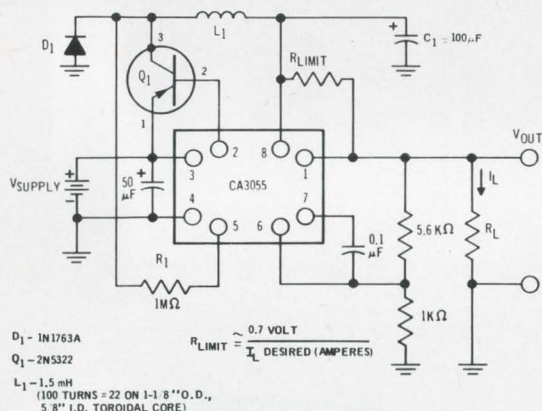 D1
3
L1
+
C1 = 100µF
RLIMIT
Q1
2
1
VOUT
2
8
3
1
IL
VSUPPLY
+
-
+
50
µF
CA3055
4
7
5
6
5.6KΩ
RL
R1
0.1
µF
1MΩ
1KΩ
D1 - 1N1763A
Q1 - 2N5322
L1 - 1.5 mH
(100 TURNS = 22 ON 1-1/8" O.D.,
5/8" I.D. TOROIDAL CORE)
RLIMIT ≅ 0.7 VOLT
IL DESIRED (AMPERES)